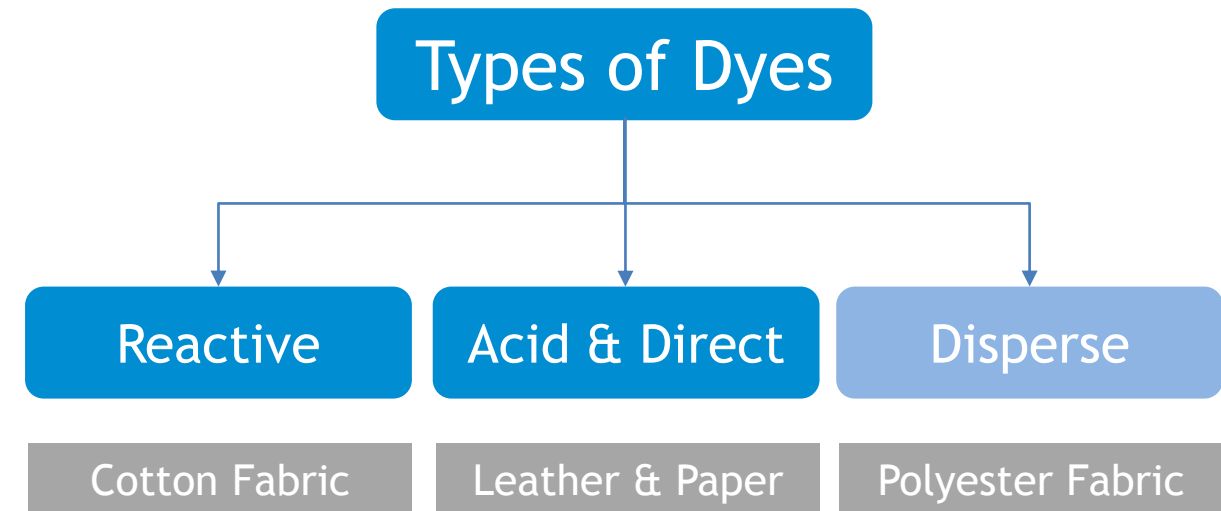 Types of Dyes
Reactive
Acid & Direct
Disperse
Cotton Fabric
Leather & Paper
Polyester Fabric